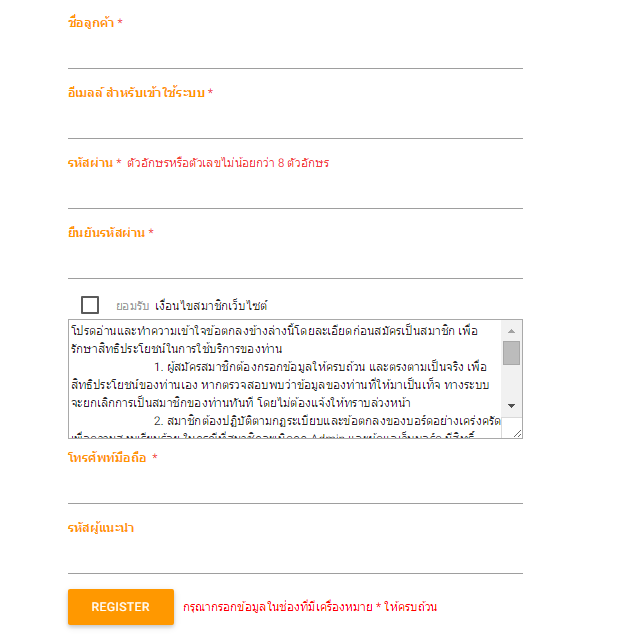 ชื่อลูกค้า *
อีเมลล์ สำหรับเข้าใช้ระบบ *
รหัสผ่าน * ตัวอักษรหรือตัวเลขไม่น้อยกว่า 8 ตัวอักษร
ยืนยันรหัสผ่าน *
ยอมรับ เงื่อนไขสมาชิกเว็บไซต์
โปรดอ่านและทำความเข้าใจข้อตกลงข้างล่างนี้โดยละเอียดก่อนสมัครเป็นสมาชิก เพื่อ
รักษาสิทธิประโยชน์ในการใช้บริการของท่าน
1. ผู้สมัครสมาชิกต้องกรอกข้อมูลให้ครบถ้วน และตรงตามเป็นจริง เพื่อ
สิทธิประโยชน์ของท่านเอง หากตรวจสอบพบว่าข้อมูลของท่านที่ให้มาเป็นเท็จ ทางระบบ
จะยกเลิกการเป็นสมาชิกของท่านทันที โดยไม่ต้องแจ้งให้ทราบล่วงหน้า
2. สมาชิกต้องปฏิบัติตามกฎระเบียบและข้อตกลงของบอร์ดอย่างเคร่งครัด
โทรศัพท์มือถือ *
รหัสผู้แนะนำ
REGISTER กรุณากรอกข้อมูลในช่องที่มีเครื่องหมาย * ให้ครบถ้วน